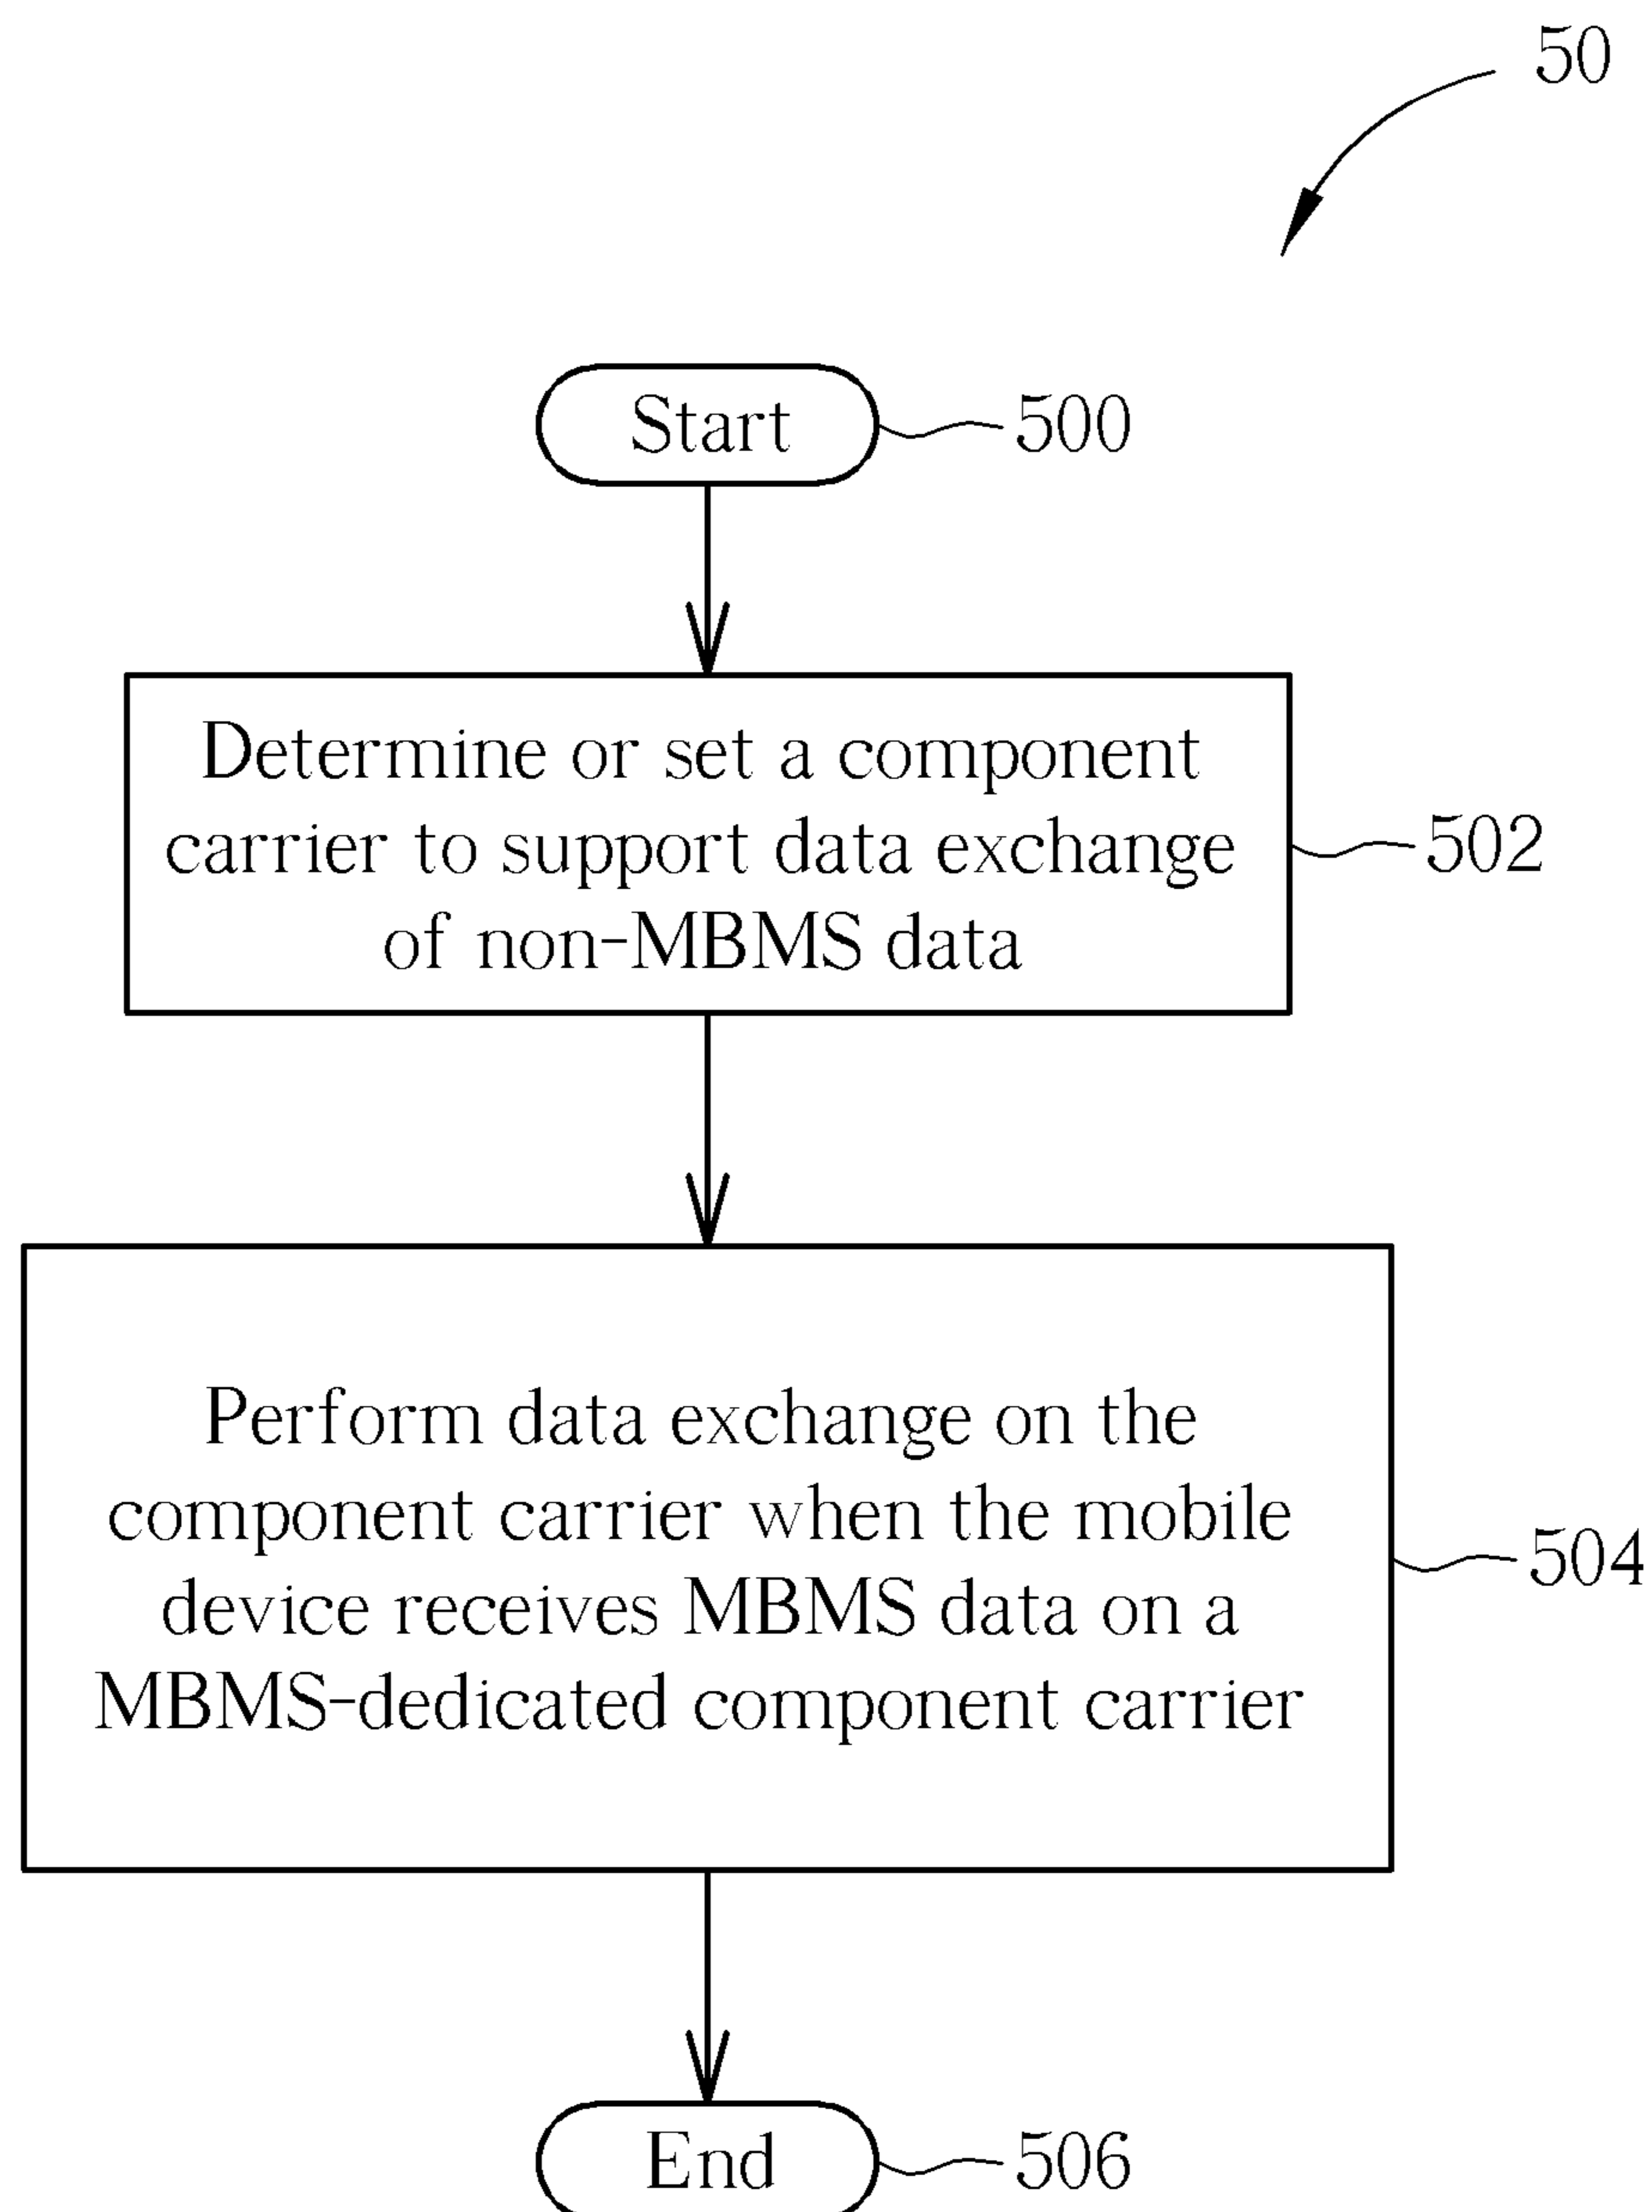 50
Start
500
Determine or set a component
carrier to support data exchange
of non-MBMS data
502
Perform data exchange on the
component carrier when the mobile
device receives MBMS data on a
MBMS-dedicated component carrier
504
End
506